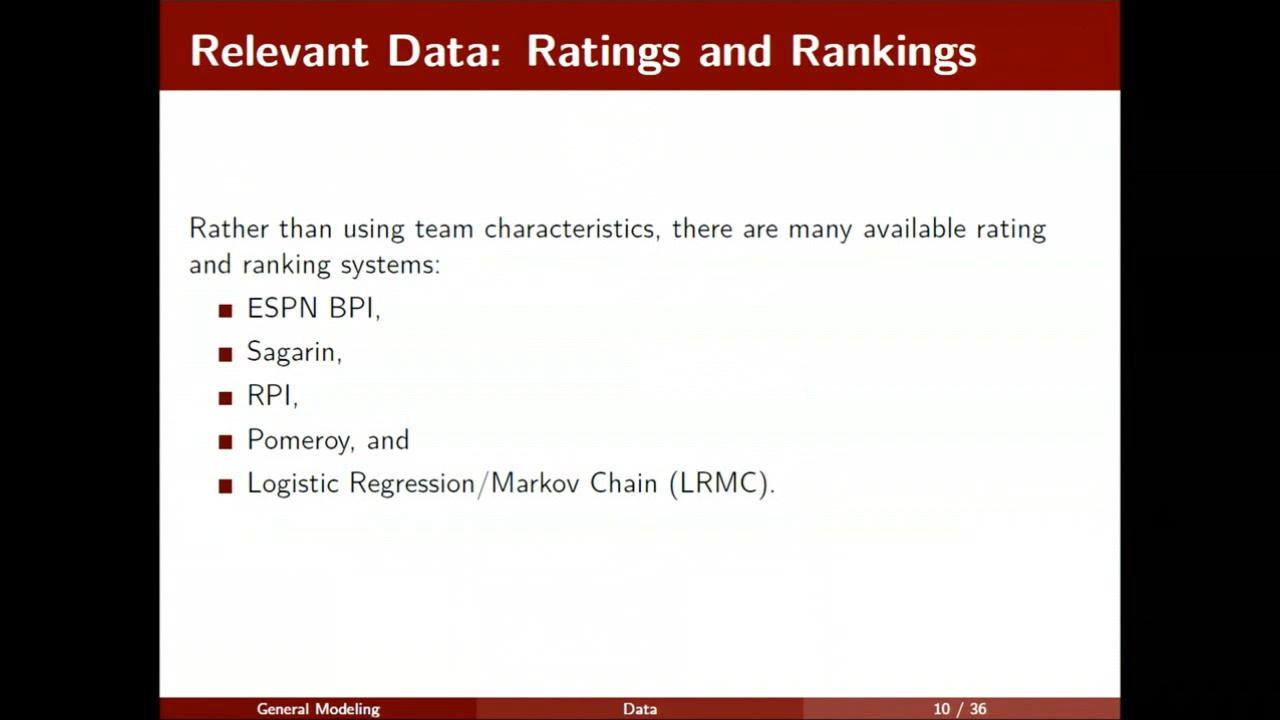 Relevant Data: Ratings and Rankings
Rather than using team characteristics, there are many available rating
and ranking systems:
ESPN BPI,
Sagarin,
RPI,
Pomeroy, and
Logistic Regression/Markov Chain (LRMC).
General Modeling
Data
10 / 36